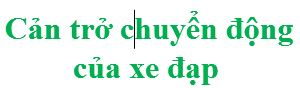 Cản trở chuyển động
của xe đạp